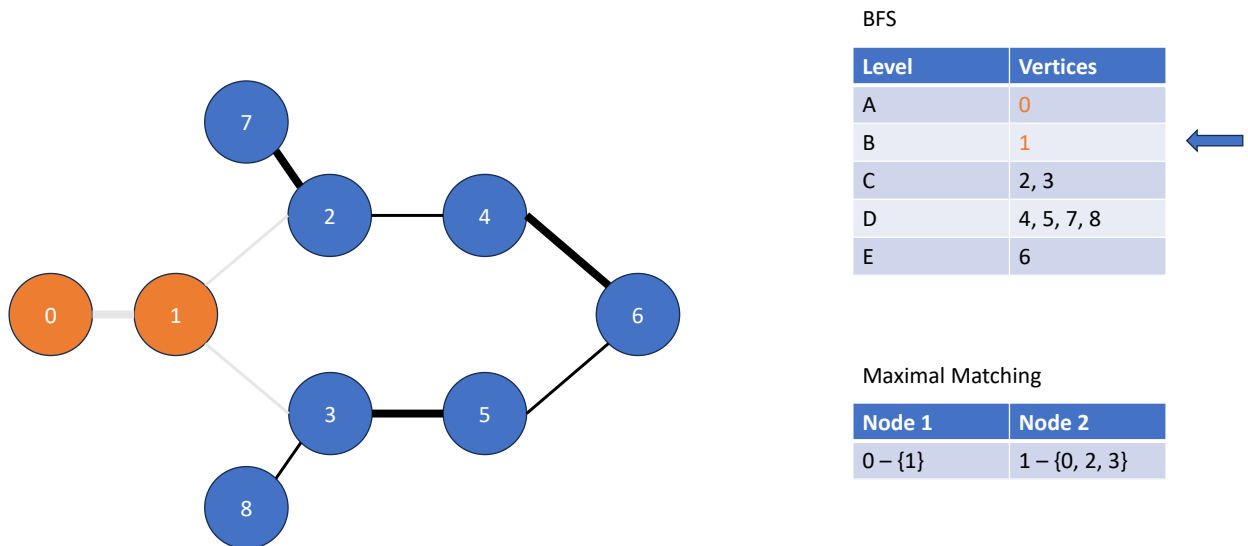 BFS
Level Vertices
A 0
B 1
C 2, 3
D 4, 5, 7, 8
E 6
7
2 4
0 1 6
3 5
8
Maximal Matching
Node 1 Node 2
0 – {1} 1 – {0, 2, 3}